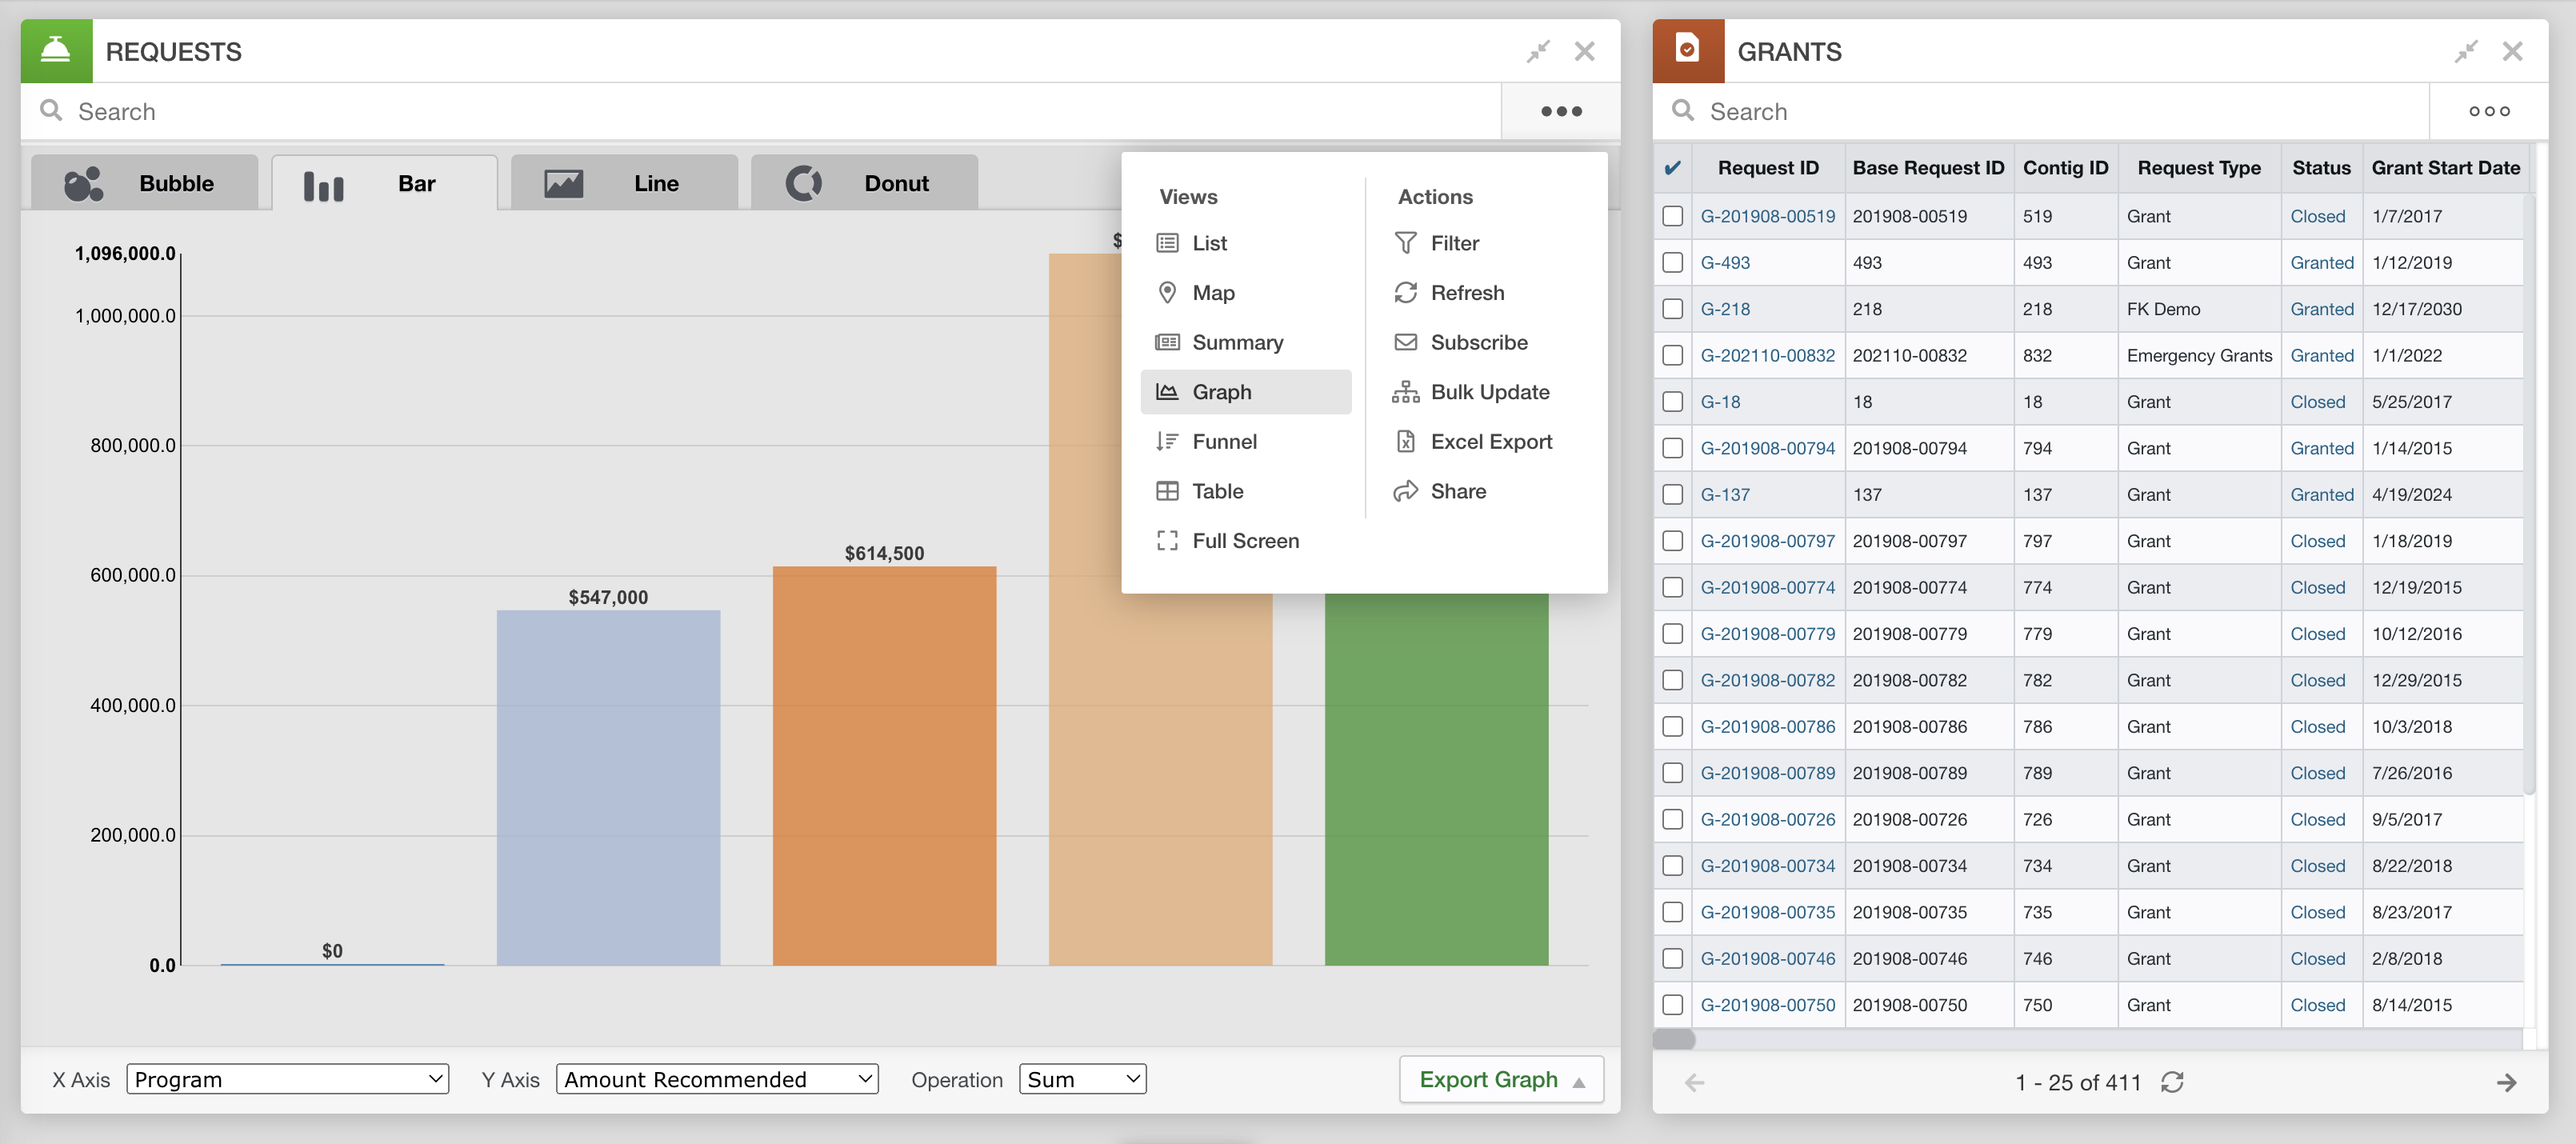 REQUESTS
Search
Bubble
Bar
Line
Donut
1,096,000.0
1,000,000.0
800,000.0
600,000.0
400,000.0
200,000.0
0.0
$0
$547,000
$614,500
$
Views
List
Map
Summary
Graph
Funnel
Table
Full Screen
Actions
Filter
Refresh
Subscribe
Bulk Update
Excel Export
Share
X Axis Program Y Axis Amount Recommended Operation Sum Export Graph
GRANTS
Search
Request ID Base Request ID Contig ID Request Type Status Grant Start Date
G-201908-00519 201908-00519 519 Grant Closed 1/7/2017
G-493 493 493 Grant Granted 1/12/2019
G-218 218 218 FK Demo Granted 12/17/2030
G-202110-00832 202110-00832 832 Emergency Grants Granted 1/1/2022
G-18 18 18 Grant Closed 5/25/2017
G-201908-00794 201908-00794 794 Grant Granted 1/14/2015
G-137 137 137 Grant Granted 4/19/2024
G-201908-00797 201908-00797 797 Grant Closed 1/18/2019
G-201908-00774 201908-00774 774 Grant Closed 12/19/2015
G-201908-00779 201908-00779 779 Grant Closed 10/12/2016
G-201908-00782 201908-00782 782 Grant Closed 12/29/2015
G-201908-00786 201908-00786 786 Grant Closed 10/3/2018
G-201908-00789 201908-00789 789 Grant Closed 7/26/2016
G-201908-00726 201908-00726 726 Grant Closed 9/5/2017
G-201908-00734 201908-00734 734 Grant Closed 8/22/2018
G-201908-00735 201908-00735 735 Grant Closed 8/23/2017
G-201908-00746 201908-00746 746 Grant Closed 2/8/2018
G-201908-00750 201908-00750 750 Grant Closed 8/14/2015
1 - 25 of 411